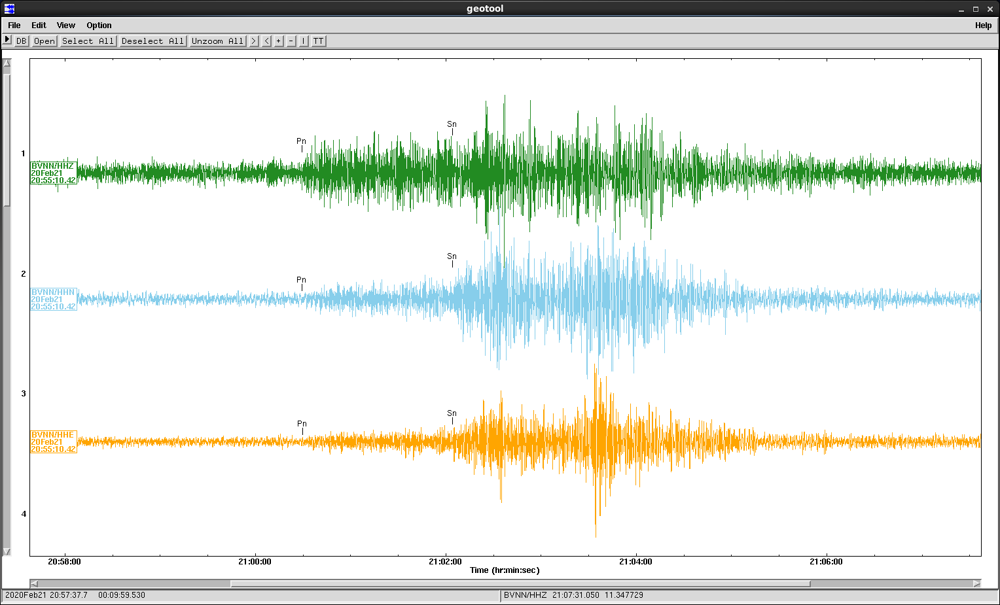 geotool
File Edit View Option Help
DB Open Select All Deselect All Unzoom All > < + - | TT
Sn
Pn
1
BVNN/HHZ
20Feb21
20:55:10.42
Sn
2
Pn
BVNN/HHN
20Feb21
20:55:10.42
3
Sn
Pn
BVNN/HHE
20Feb21
20:55:10.42
4
20:58:00 21:00:00 21:02:00 21:04:00 21:06:00
Time (hr:min:sec)
2020Feb21 20:57:37.7 00:09:59.530 BVNN/HHZ 21:07:31.050 11.347729